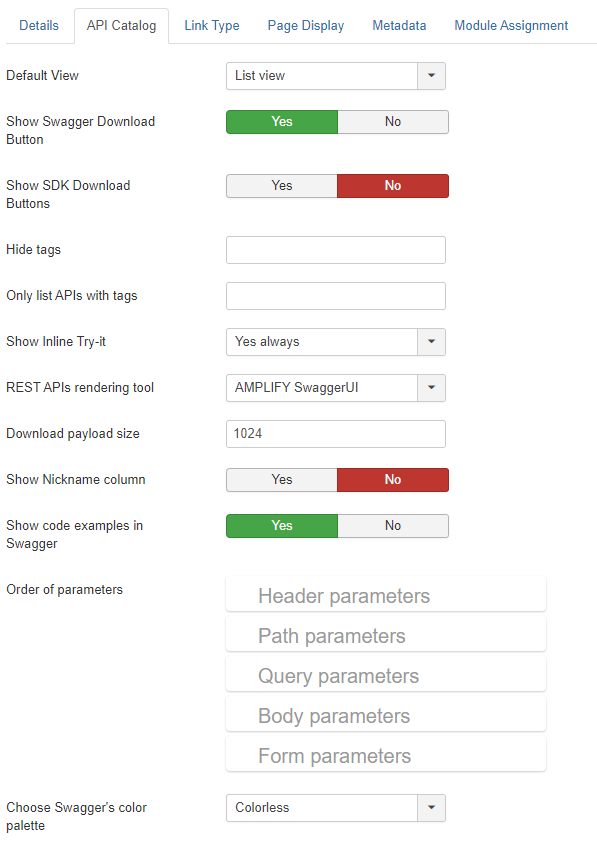 Details API Catalog Link Type Page Display Metadata Module Assignment
Default View List view
Show Swagger Download Yes No
Button
Show SDK Download Yes No
Buttons
Hide tags
Only list APIs with tags
Show Inline Try-it Yes always
REST APIs rendering tool AMPLIFY SwaggerUI
Download payload size 1024
Show Nickname column Yes No
Show code examples in Yes No
Swagger
Order of parameters Header parameters
Path parameters
Query parameters
Body parameters
Form parameters
Choose Swagger's color Colorless
palette